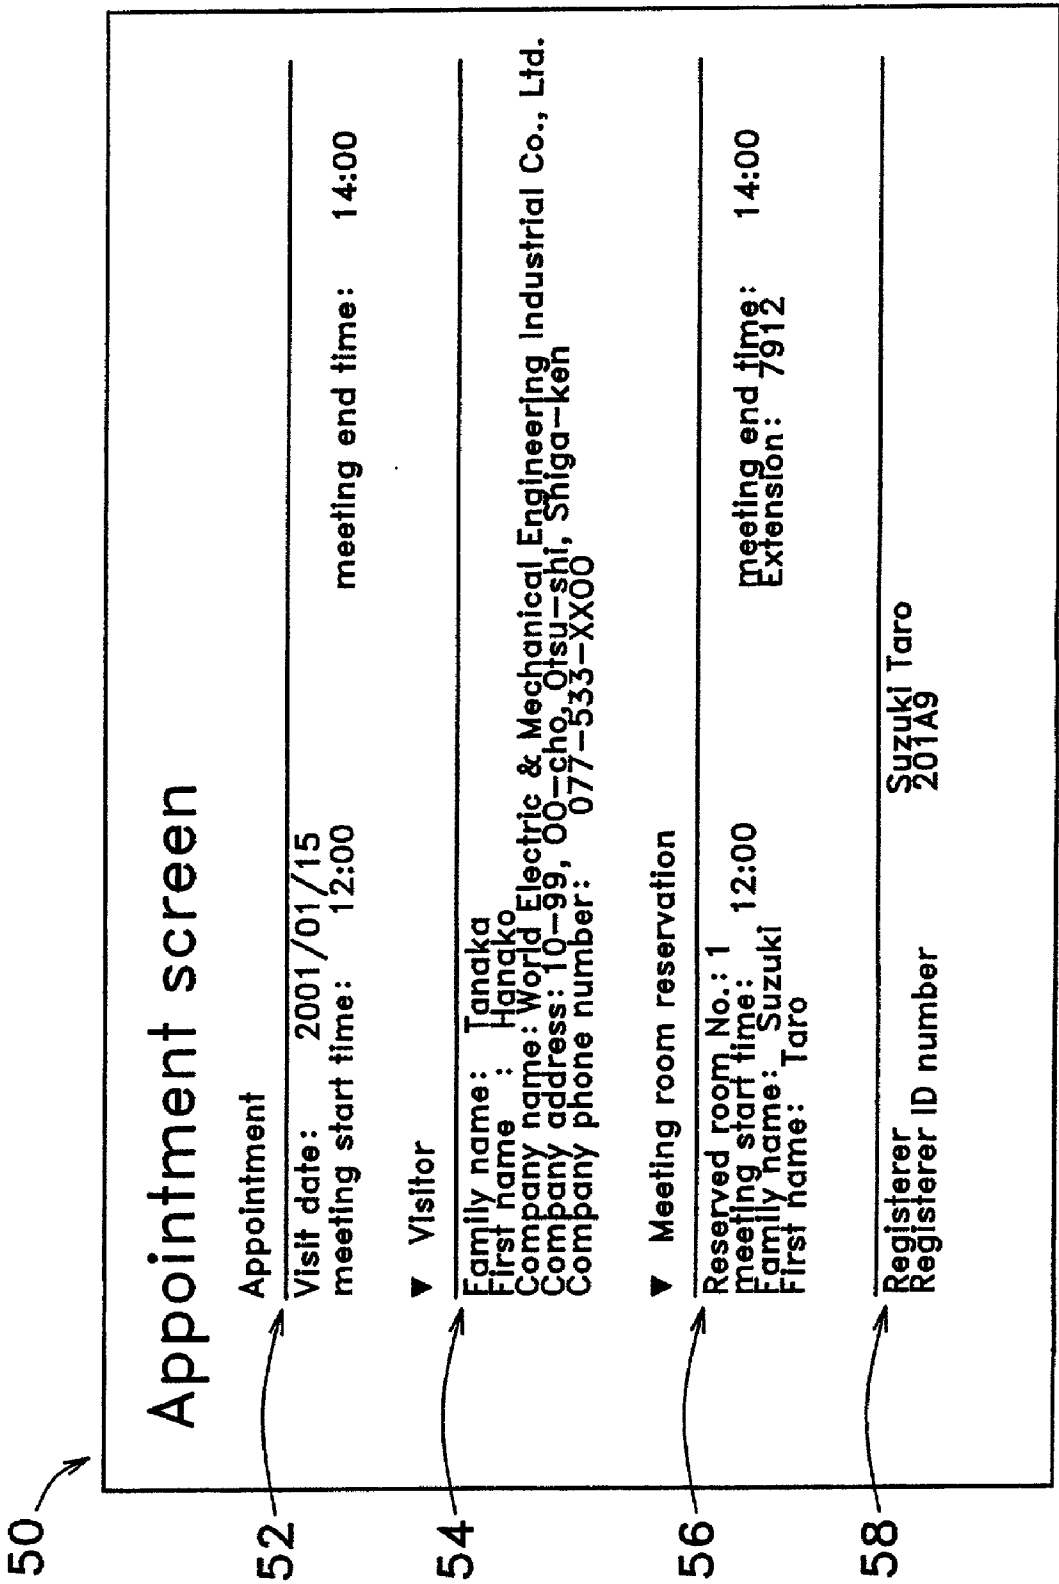 50
Appointment screen
Appointment
52
Visit date: 2001/01/15
meeting start time: 12:00 meeting end time: 14:00
▼ Visitor
54
Family name: Tanaka
First name : Hanako
Company name: World Electric & Mechanical Engineering Industrial Co., Ltd.
Company address: 10-99, OO-cho, Otsu-shi, Shiga-ken
Company phone number: 077-533-XXOO
▼ Meeting room reservation
56
Reserved room No.: 1
meeting start time: 12:00 meeting end time: 14:00
Family name: Suzuki Extension: 7912
First name: Taro
58
Registerer Suzuki Taro
Registerer ID number 201A9